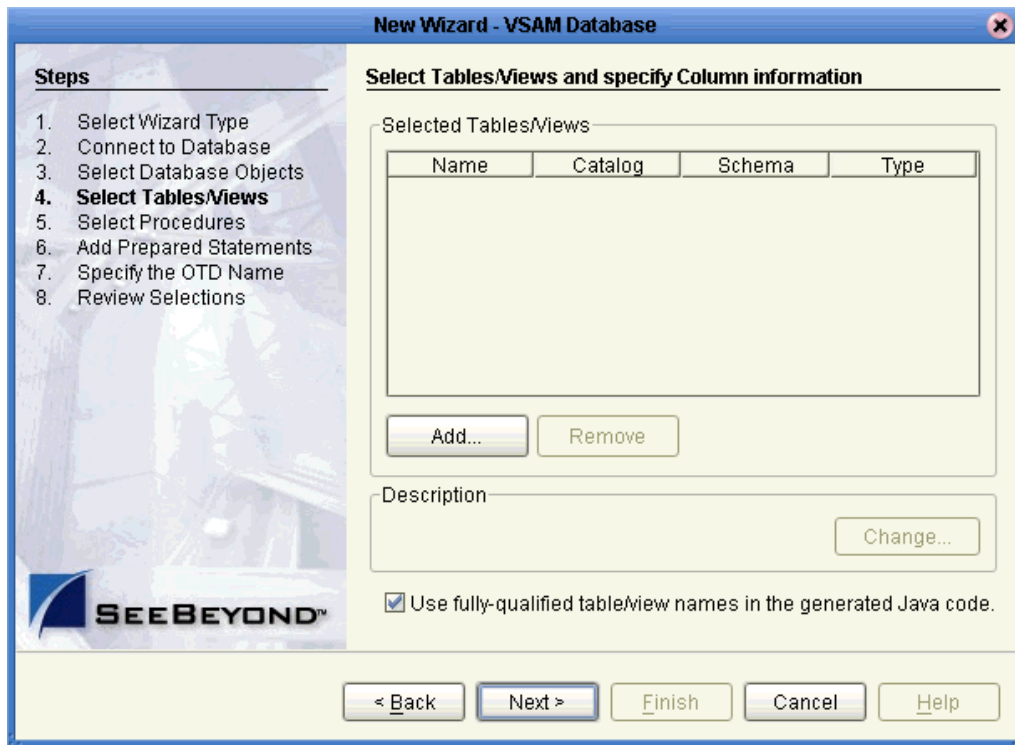 New Wizard - VSAM Database
Steps
1. Select Wizard Type
2. Connect to Database
3. Select Database Objects
4. Select Tables/Views
5. Select Procedures
6. Add Prepared Statements
7. Specify the OTD Name
8. Review Selections
SEEBEYOND™
Select Tables/Views and specify Column information
Selected Tables/Views
Name Catalog Schema Type
Add... Remove
Description
Change...
Use fully-qualified table/view names in the generated Java code.
< Back Next > Finish Cancel Help